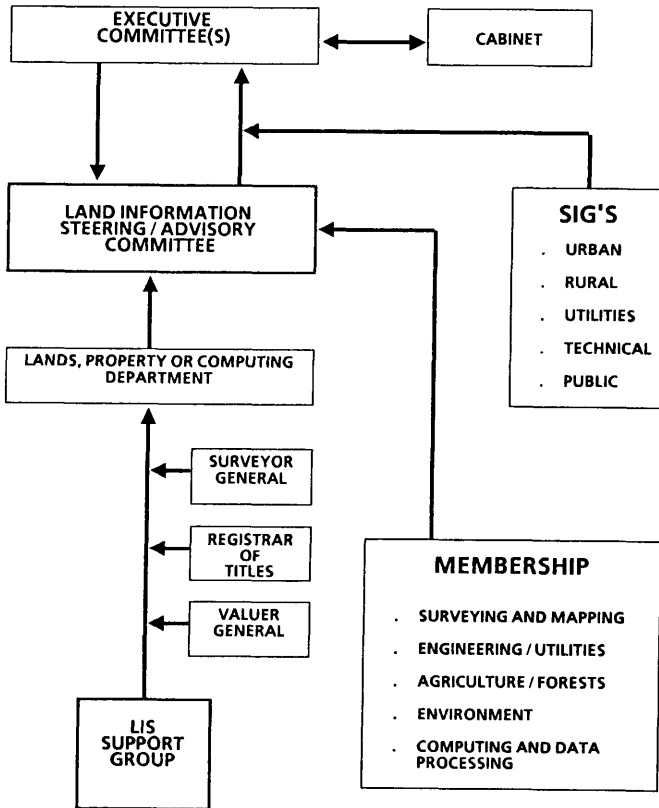 EXECUTIVE
COMMITTEE(S)
CABINET
LAND INFORMATION
STEERING / ADVISORY
COMMITTEE
SIG'S
. URBAN
. RURAL
. UTILITIES
. TECHNICAL
. PUBLIC
LANDS, PROPERTY OR COMPUTING
DEPARTMENT
SURVEYOR
GENERAL
REGISTRAR
OF
TITLES
VALUER
GENERAL
LIS
SUPPORT
GROUP
MEMBERSHIP
. SURVEYING AND MAPPING
. ENGINEERING / UTILITIES
. AGRICULTURE / FORESTS
. ENVIRONMENT
. COMPUTING AND DATA
PROCESSING